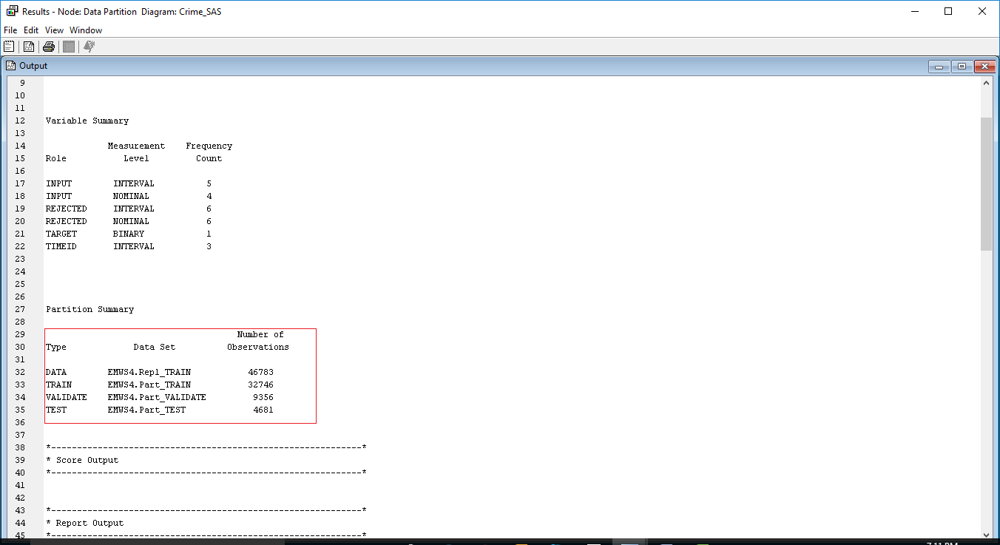 Results - Node: Data Partition Diagram: Crime_SAS
File Edit View Window
Output
9
10
11
12 Variable Summary
13
14 Measurement Frequency
15 Role Level Count
16
17 INPUT INTERVAL 5
18 INPUT NOMINAL 4
19 REJECTED INTERVAL 6
20 REJECTED NOMINAL 6
21 TARGET BINARY 1
22 TIMEID INTERVAL 3
23
24
25
26
27 Partition Summary
28
29 Number of
30 Type Data Set Observations
31
32 DATA EMWS4.Repl_TRAIN 46783
33 TRAIN EMWS4.Part_TRAIN 32746
34 VALIDATE EMWS4.Part_VALIDATE 9356
35 TEST EMWS4.Part_TEST 4681
36
37
38 *------------------------------------------------------------*
39 * Score Output
40 *------------------------------------------------------------*
41
42
43 *------------------------------------------------------------*
44 * Report Output
45 *------------------------------------------------------------*
7:11 PM